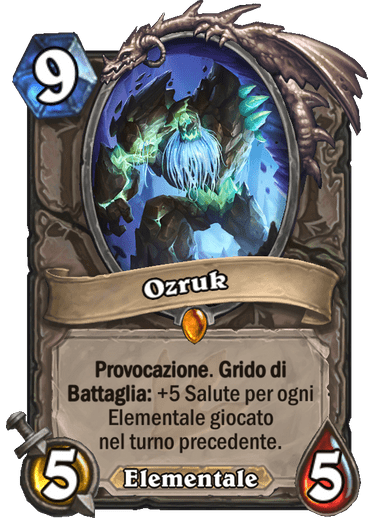 9
Ozruk
Provocazione. Grido di
Battaglia: +5 Salute per ogni
Elementale giocato
nel turno precedente.
5
Elementale
5